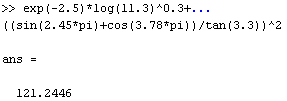 >> exp(-2.5)*log(11.3)^0.3+...
((sin(2.45*pi)+cos(3.78*pi))/tan(3.3))^2
ans =
121.2446